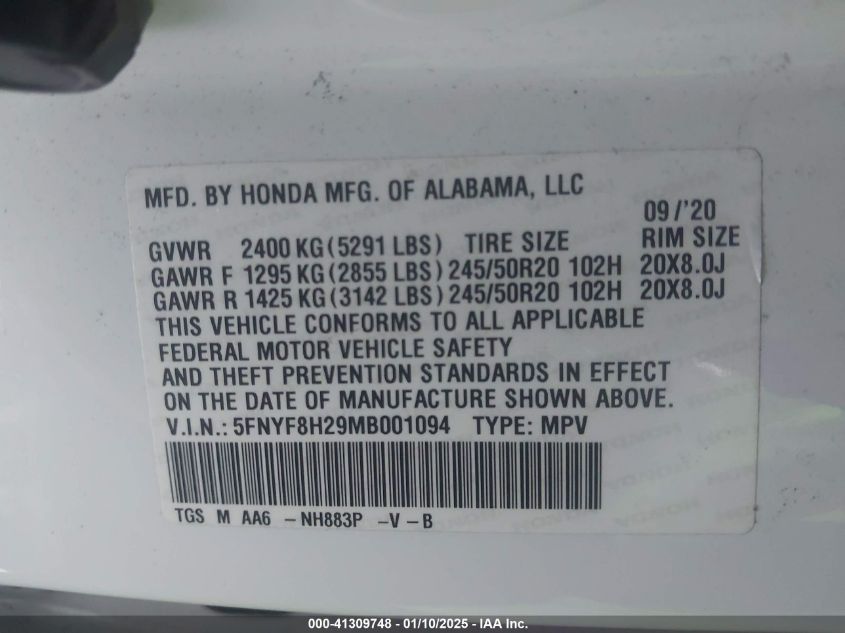 MFD. BY HONDA MFG. OF ALABAMA, LLC
09/'20
GVWR 2400 KG (5291 LBS) TIRE SIZE RIM SIZE
GAWR F 1295 KG (2855 LBS) 245/50R20 102H 20X8.0J
GAWR R 1425 KG (3142 LBS) 245/50R20 102H 20X8.0J
THIS VEHICLE CONFORMS TO ALL APPLICABLE
FEDERAL MOTOR VEHICLE SAFETY
AND THEFT PREVENTION STANDARDS IN EFFECT
ON THE DATE OF MANUFACTURE SHOWN ABOVE.
V.I.N.: 5FNYF8H29MB001094 TYPE: MPV
TGS M AA6 -NH883P -V -B
000-41309748 - 01/10/2025 - IAA Inc.